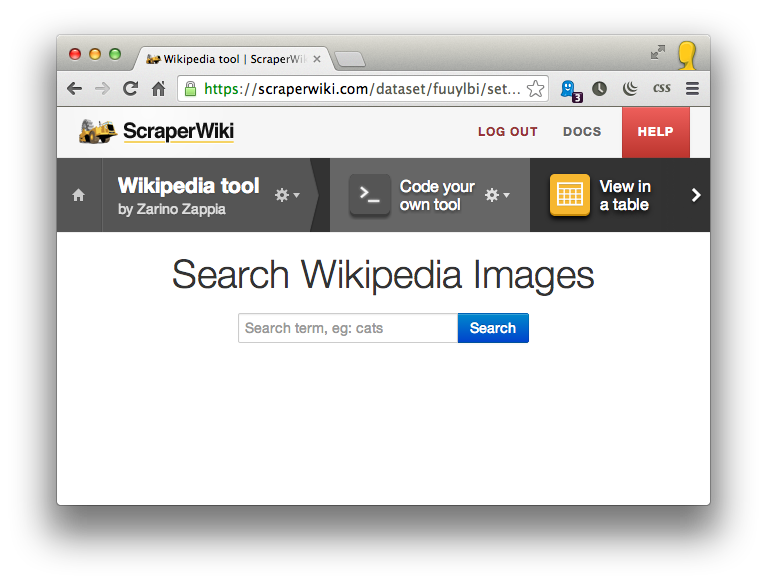 Wikipedia tool | ScraperWiki
https://scraperwiki.com/dataset/fuuylbi/set...
3
CSS
ScraperWiki
LOG OUT
DOCS
HELP
Wikipedia tool
by Zarino Zappia
Code your
own tool
View in
a table
Search Wikipedia Images
Search term, eg: cats
Search